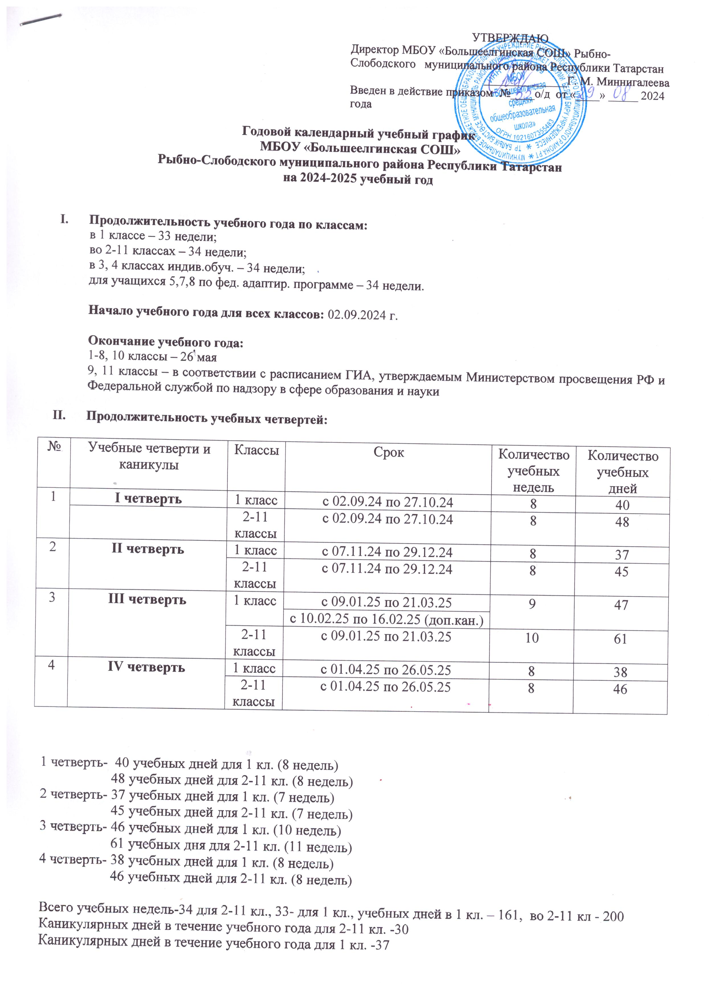 УТВЕРЖДАЮ
Директор МБОУ «Большеелгинская СОШ» Рыбно-
Слободского муниципального района Республики Татарстан
Г. М. Миннигалеева
Введен в действие приказом № о/д от « 29 » 08 2024
года
МБОУ
«Большеелгинская
средняя
общеобразовательная
школа»
ОГРН 1021607355483
Годовой календарный учебный график
МБОУ «Большеелгинская СОШ»
Рыбно-Слободского муниципального района Республики Татарстан
на 2024-2025 учебный год
I. Продолжительность учебного года по классам:
в 1 классе – 33 недели;
во 2-11 классах – 34 недели;
в 3, 4 классах индив.обуч. – 34 недели;
для учащихся 5,7,8 по фед. адаптир. программе – 34 недели.
Начало учебного года для всех классов: 02.09.2024 г.
Окончание учебного года:
1-8, 10 классы – 26 мая
9, 11 классы – в соответствии с расписанием ГИА, утверждаемым Министерством просвещения РФ и
Федеральной службой по надзору в сфере образования и науки
II. Продолжительность учебных четвертей:
№ Учебные четверти и каникулы Классы Срок Количество учебных недель Количество учебных дней
1 I четверть 1 класс с 02.09.24 по 27.10.24 8 40
2-11 классы с 02.09.24 по 27.10.24 8 48
2 II четверть 1 класс с 07.11.24 по 29.12.24 8 37
2-11 классы с 07.11.24 по 29.12.24 8 45
3 III четверть 1 класс с 09.01.25 по 21.03.25 9 47
с 10.02.25 по 16.02.25 (доп.кан.)
2-11 классы с 09.01.25 по 21.03.25 10 61
4 IV четверть 1 класс с 01.04.25 по 26.05.25 8 38
2-11 классы с 01.04.25 по 26.05.25 8 46
1 четверть- 40 учебных дней для 1 кл. (8 недель)
48 учебных дней для 2-11 кл. (8 недель)
2 четверть- 37 учебных дней для 1 кл. (7 недель)
45 учебных дней для 2-11 кл. (7 недель)
3 четверть- 46 учебных дней для 1 кл. (10 недель)
61 учебных дня для 2-11 кл. (11 недель)
4 четверть- 38 учебных дней для 1 кл. (8 недель)
46 учебных дней для 2-11 кл. (8 недель)
Всего учебных недель-34 для 2-11 кл., 33- для 1 кл., учебных дней в 1 кл. – 161, во 2-11 кл - 200
Каникулярных дней в течение учебного года для 2-11 кл. -30
Каникулярных дней в течение учебного года для 1 кл. -37